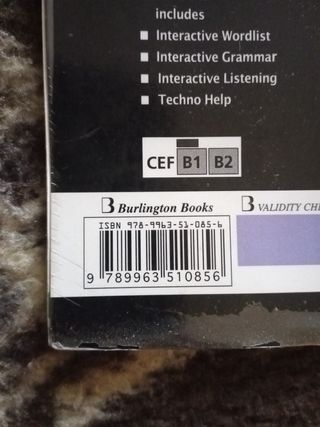 includes
■ Interactive Wordlist
■ Interactive Grammar
■ Interactive Listening
■ Techno Help
CEF B1 B2
B Burlington Books
B VALIDITY CHE
ISBN 978-9963-51-085-6
9 789963 510856